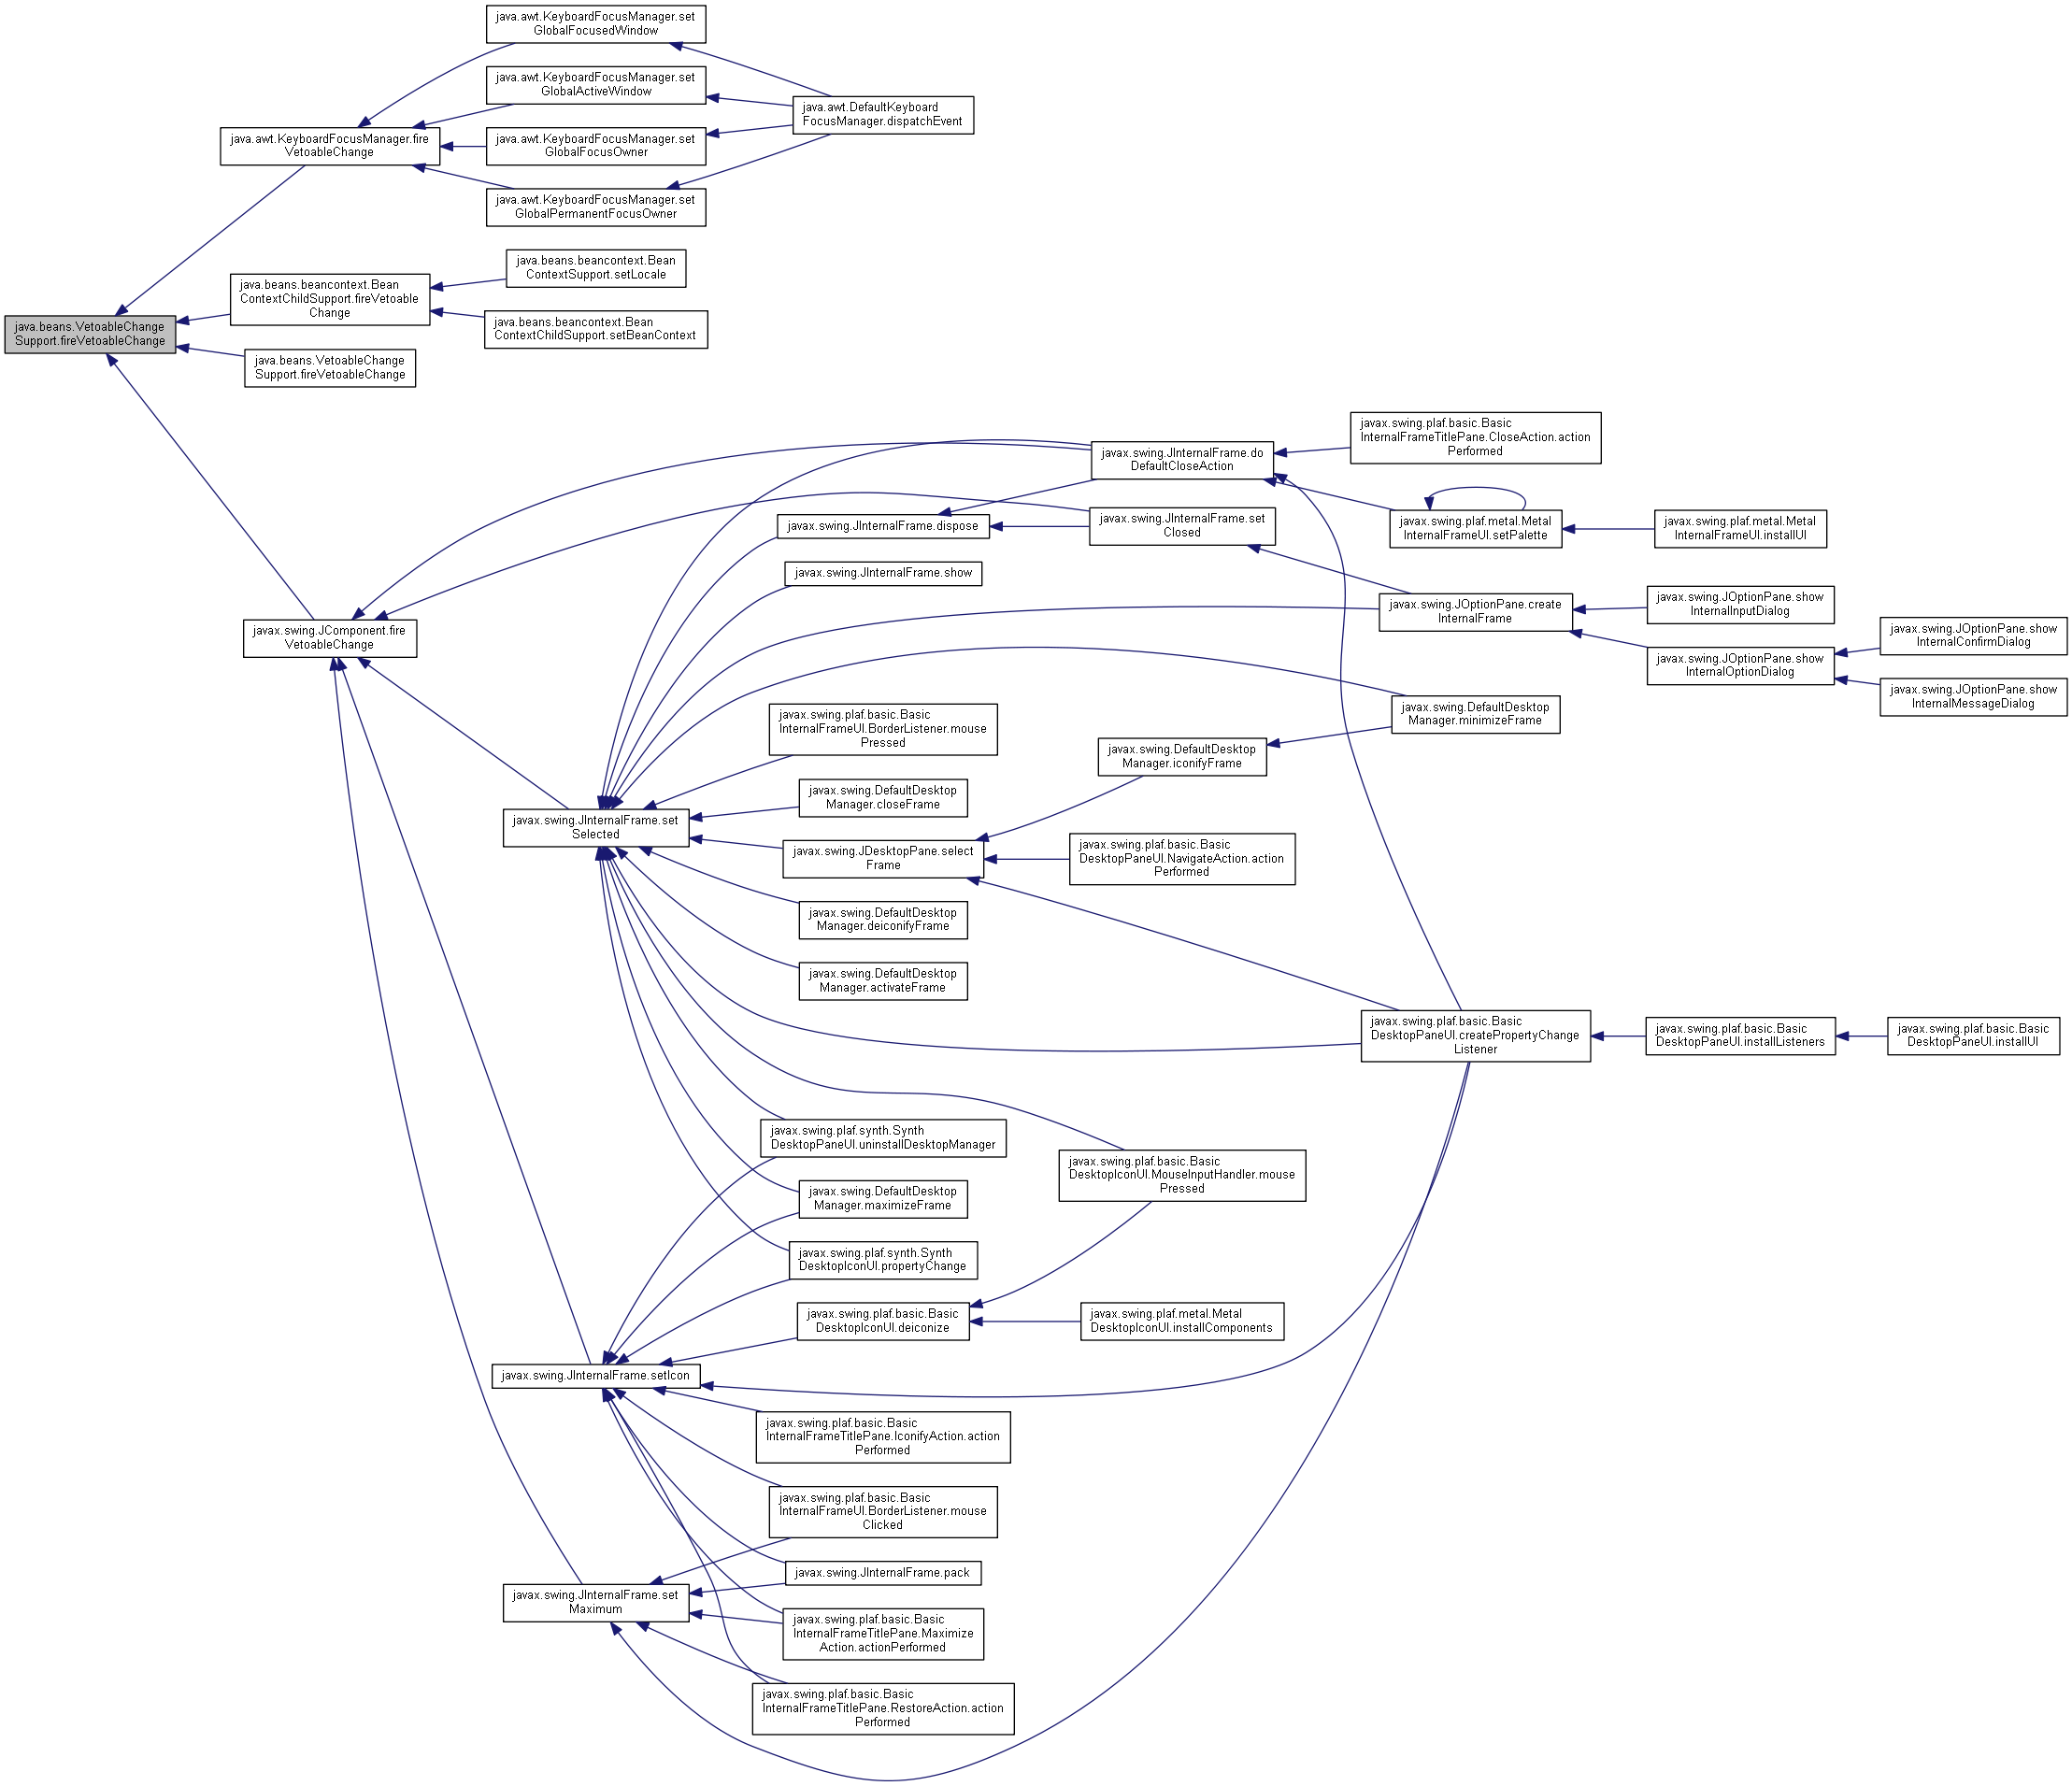 java.awt.KeyboardFocusManager.set
GlobalFocusedWindow
java.awt.KeyboardFocusManager.set
GlobalActiveWindow
java.awt.DefaultKeyboard
FocusManager.dispatchEvent
java.awt.KeyboardFocusManager.fire
VetoableChange
java.awt.KeyboardFocusManager.set
GlobalFocusOwner
java.awt.KeyboardFocusManager.set
GlobalPermanentFocusOwner
java.beans.beancontext.Bean
ContextSupport.setLocale
java.beans.beancontext.Bean
ContextChildSupport.fireVetoable
Change
java.beans.beancontext.Bean
ContextChildSupport.setBeanContext
java.beans.VetoableChange
Support.fireVetoableChange
java.beans.VetoableChange
Support.fireVetoableChange
javax.swing.plaf.basic.Basic
InternalFrameTitlePane.CloseAction.action
Performed
javax.swing.JInternalFrame.do
DefaultCloseAction
javax.swing.JInternalFrame.dispose
javax.swing.JInternalFrame.set
Closed
javax.swing.plaf.metal.Metal
InternalFrameUI.setPalette
javax.swing.plaf.metal.Metal
InternalFrameUI.installUI
javax.swing.JInternalFrame.show
javax.swing.JOptionPane.create
InternalFrame
javax.swing.JOptionPane.show
InternalInputDialog
javax.swing.JComponent.fire
VetoableChange
javax.swing.JOptionPane.show
InternalOptionDialog
javax.swing.JOptionPane.show
InternalConfirmDialog
javax.swing.JOptionPane.show
InternalMessageDialog
javax.swing.DefaultDesktop
Manager.minimizeFrame
javax.swing.plaf.basic.Basic
InternalFrameUI.BorderListener.mouse
Pressed
javax.swing.DefaultDesktop
Manager.iconifyFrame
javax.swing.DefaultDesktop
Manager.closeFrame
javax.swing.JInternalFrame.set
Selected
javax.swing.JDesktopPane.select
Frame
javax.swing.plaf.basic.Basic
DesktopPaneUI.NavigateAction.action
Performed
javax.swing.DefaultDesktop
Manager.deiconifyFrame
javax.swing.DefaultDesktop
Manager.activateFrame
javax.swing.plaf.basic.Basic
DesktopPaneUI.createPropertyChange
Listener
javax.swing.plaf.basic.Basic
DesktopPaneUI.installListeners
javax.swing.plaf.basic.Basic
DesktopPaneUI.installUI
javax.swing.plaf.synth.Synth
DesktopPaneUI.uninstallDesktopManager
javax.swing.plaf.basic.Basic
DesktopIconUI.MouseInputHandler.mouse
Pressed
javax.swing.DefaultDesktop
Manager.maximizeFrame
javax.swing.plaf.synth.Synth
DesktopIconUI.propertyChange
javax.swing.plaf.basic.Basic
DesktopIconUI.deiconize
javax.swing.plaf.metal.Metal
DesktopIconUI.installComponents
javax.swing.JInternalFrame.setIcon
javax.swing.plaf.basic.Basic
InternalFrameTitlePane.IconifyAction.action
Performed
javax.swing.plaf.basic.Basic
InternalFrameUI.BorderListener.mouse
Clicked
javax.swing.JInternalFrame.pack
javax.swing.JInternalFrame.set
Maximum
javax.swing.plaf.basic.Basic
InternalFrameTitlePane.Maximize
Action.actionPerformed
javax.swing.plaf.basic.Basic
InternalFrameTitlePane.RestoreAction.action
Performed